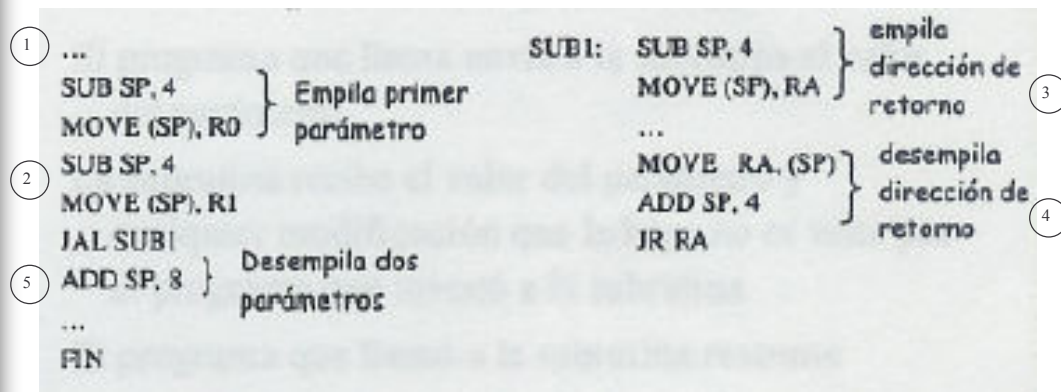 1
...
SUB SP, 4
MOVE (SP), R0
Empila primer
parámetro
2
SUB SP, 4
MOVE (SP), R1
JAL SUB1
5
ADD SP, 8
Desempila dos
parámetros
...
FIN
SUB1: SUB SP, 4
MOVE (SP), RA
empila
dirección de
retorno
3
...
MOVE RA, (SP)
ADD SP, 4
JR RA
desempila
dirección de
retorno
4